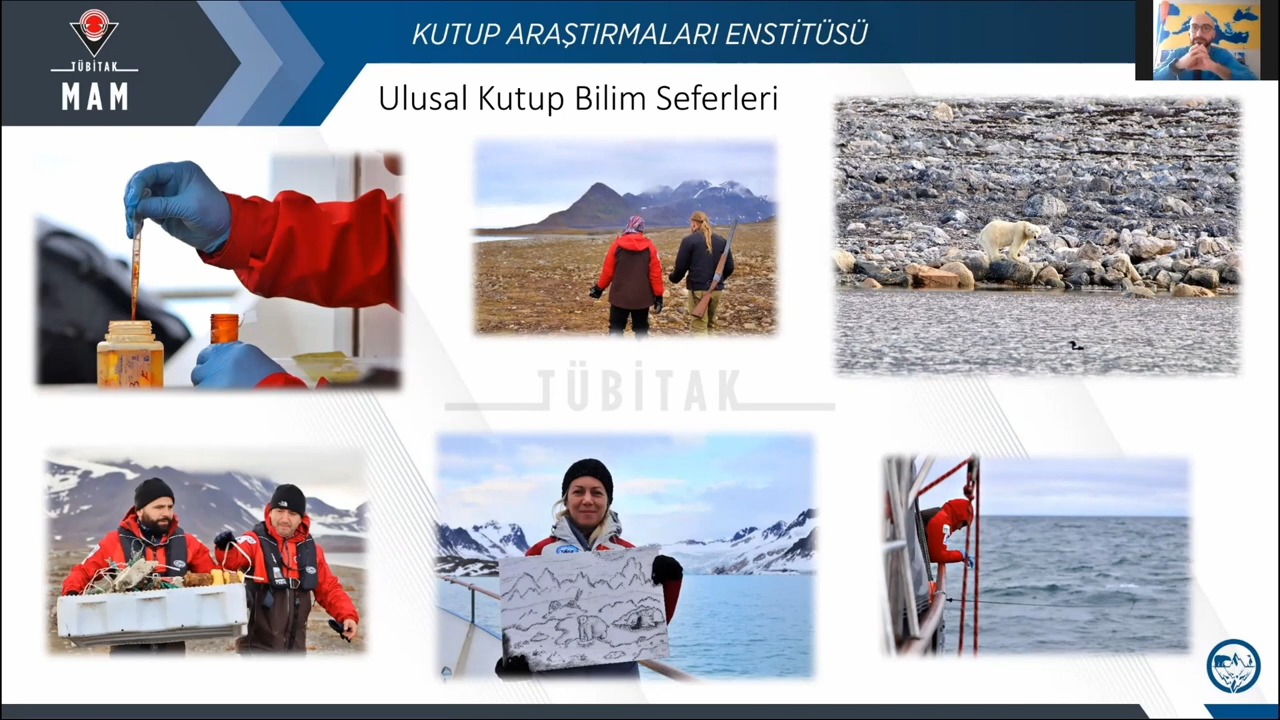 TÜBİTAK
MAM
KUTUP ARAŞTIRMALARI ENSTİTÜSÜ
Ulusal Kutup Bilim Seferleri
TÜBİTAK